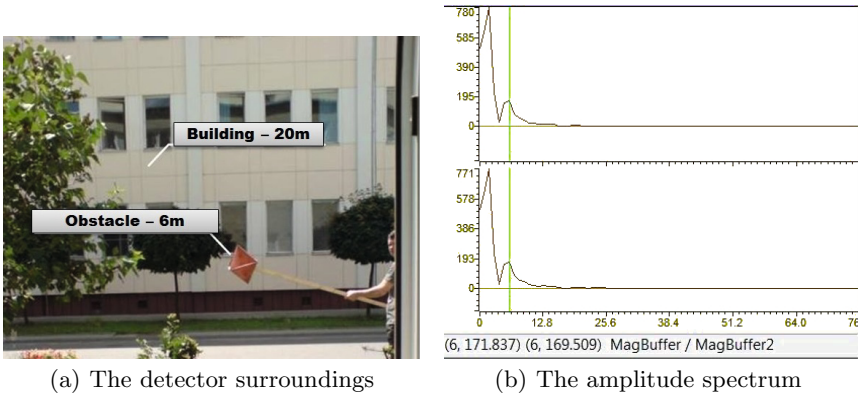 Building – 20m
Obstacle – 6m
(a) The detector surroundings
780
585
390
195
0
771
578
386
193
0
0 12.8 25.6 38.4 51.2 64.0 76
(6, 171.837) (6, 169.509) MagBuffer / MagBuffer2
(b) The amplitude spectrum